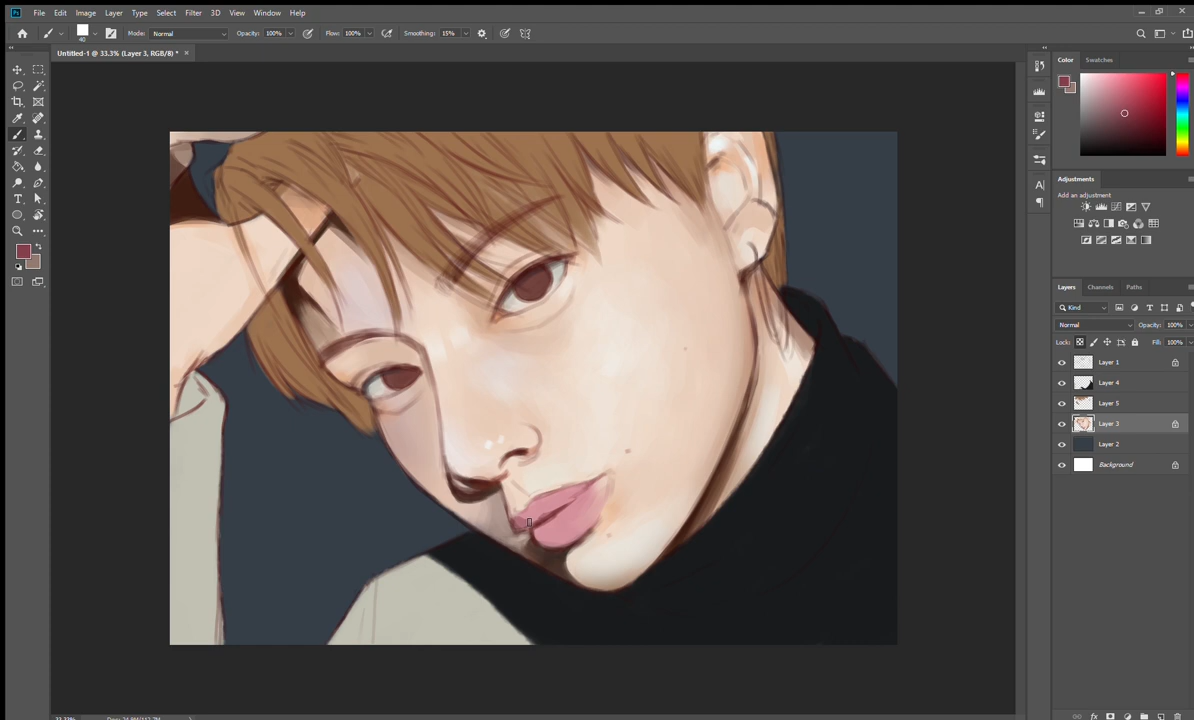 Ps File Edit Image Layer Type Select Filter 3D View Window Help
40 Mode: Normal Opacity: 100% Flow: 100% Smoothing: 15%
Untitled-1 @ 33.3% (Layer 3, RGB/8) * ×
Color Swatches
Adjustments
Add an adjustment
Layers Channels Paths
Kind
Normal Opacity: 100%
Lock: Fill: 100%
Layer 1
Layer 4
Layer 5
Layer 3
Layer 2
Background